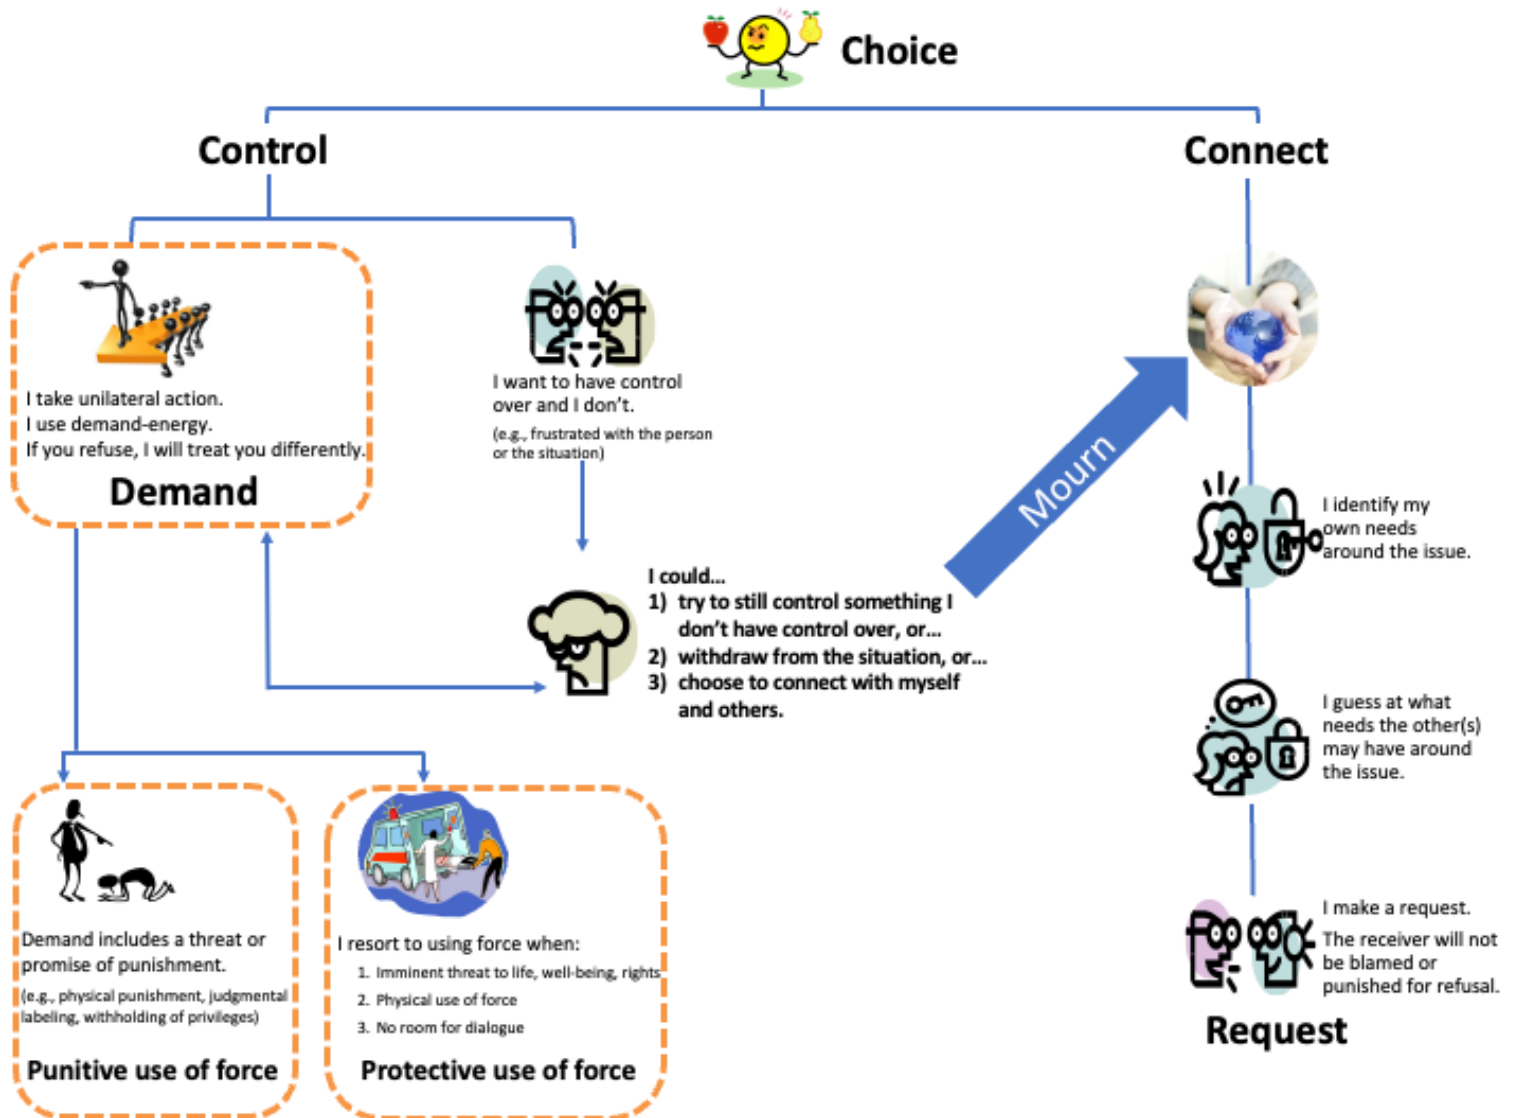 Choice
Control
Connect
I take unilateral action.
I use demand-energy.
If you refuse, I will treat you differently.
Demand
I want to have control
over and I don't.
(e.g., frustrated with the person
or the situation)
I could...
1) try to still control something I
don't have control over, or...
2) withdraw from the situation, or...
3) choose to connect with myself
and others.
Mourn
I identify my
own needs
around the issue.
I guess at what
needs the other(s)
may have around
the issue.
Demand includes a threat or
promise of punishment.
(e.g., physical punishment, judgmental
labeling, withholding of privileges)
Punitive use of force
I resort to using force when:
1. Imminent threat to life, well-being, rights
2. Physical use of force
3. No room for dialogue
Protective use of force
I make a request.
The receiver will not
be blamed or
punished for refusal.
Request